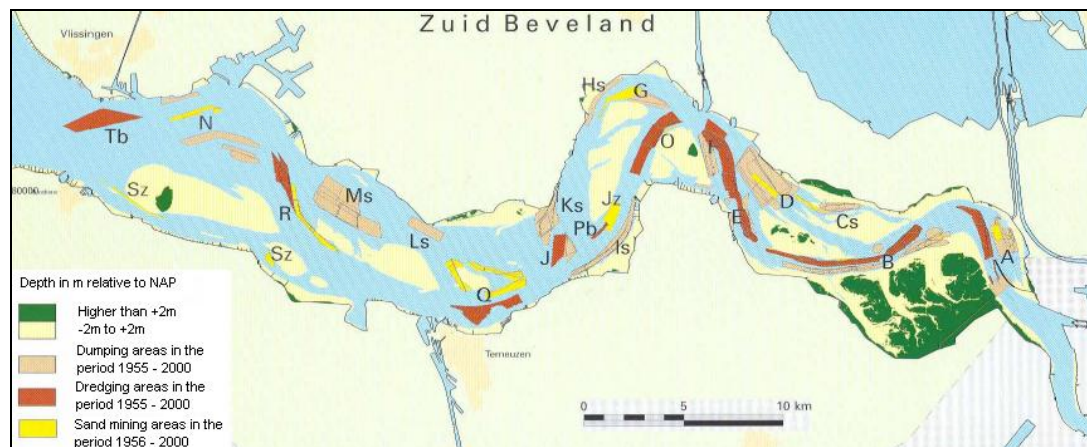 Zuid Beveland
Vlissingen
Tb
N
Sz
R
Sz
Ms
Ls
Q
Hs
G
O
Ks
Jz
Pb
Is
J
F
E
D
Cs
B
A
80000
Terneuzen
Depth in m relative to NAP
Higher than +2m
-2m to +2m
Dumping areas in the
period 1955 - 2000
Dredging areas in the
period 1955 - 2000
Sand mining areas in the
period 1956 - 2000
0 5 10 km